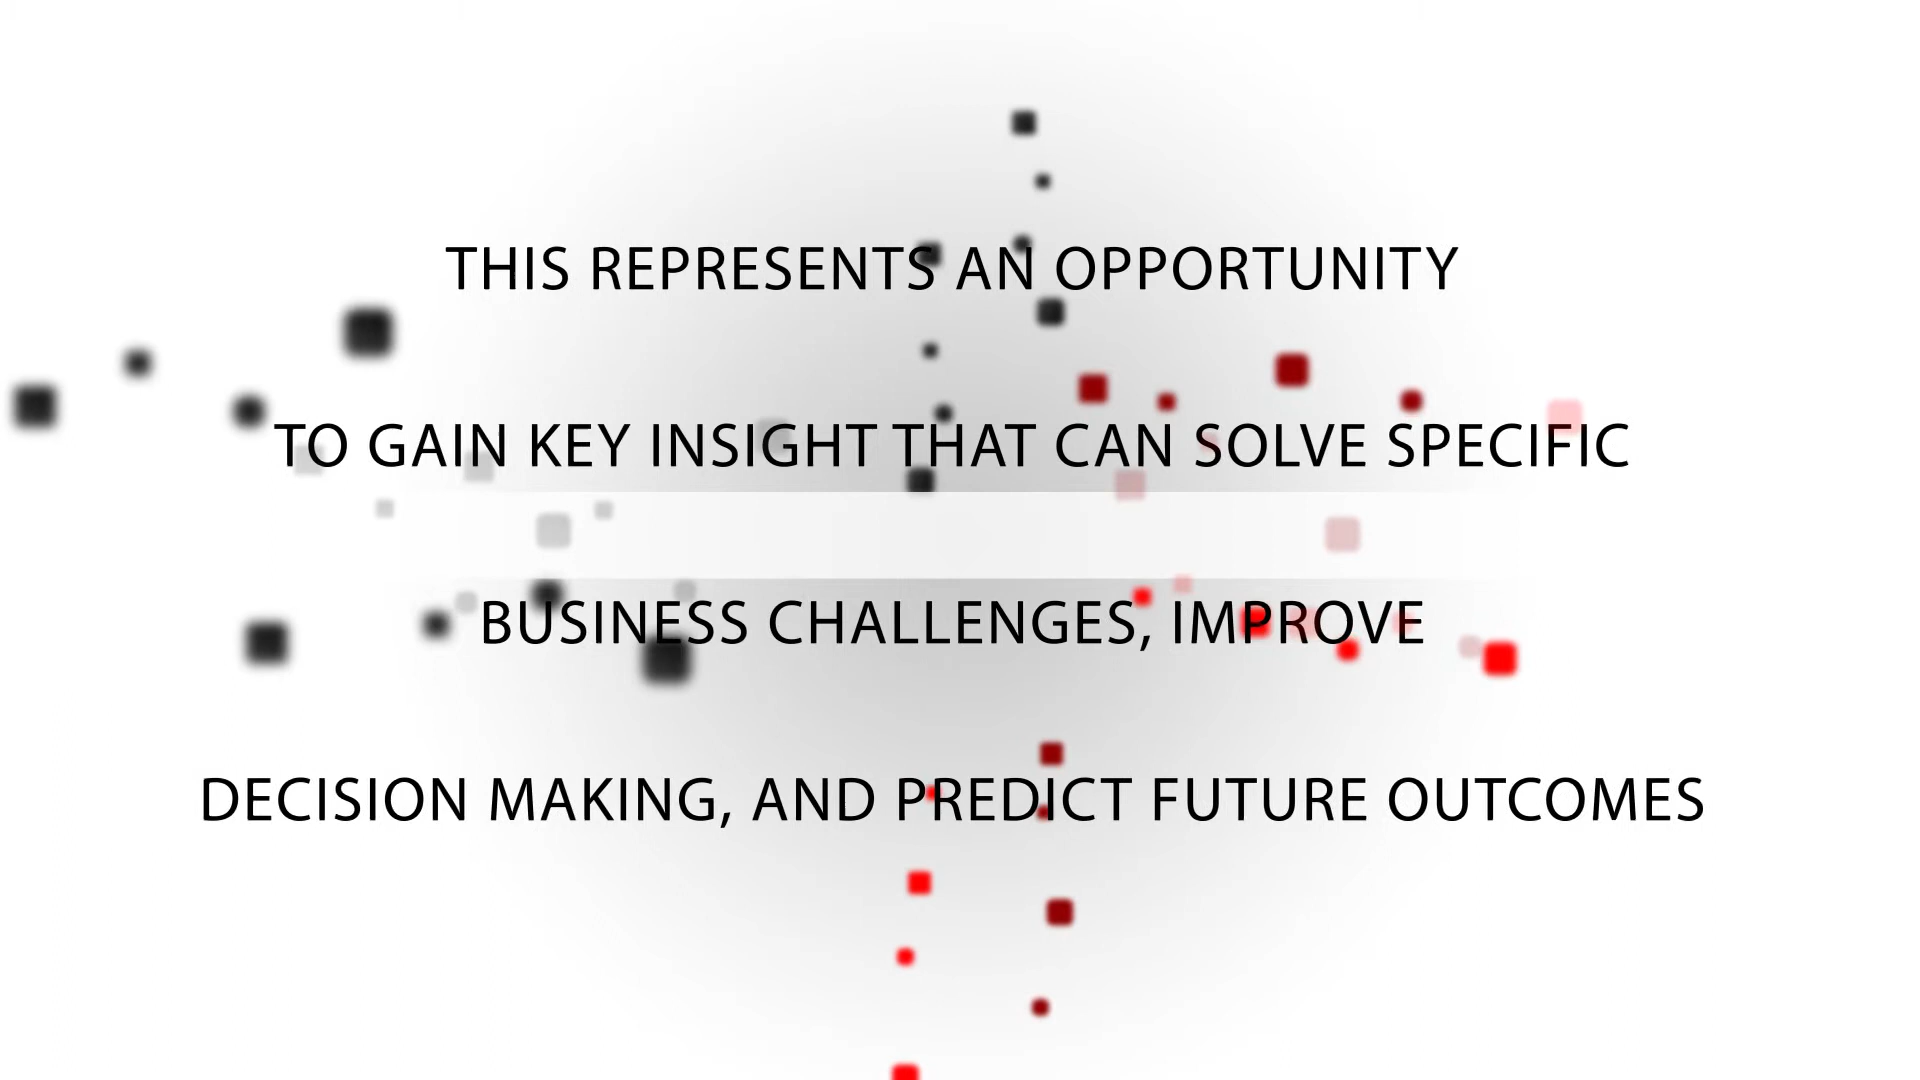 THIS REPRESENTS AN OPPORTUNITY
TO GAIN KEY INSIGHT THAT CAN SOLVE SPECIFIC
BUSINESS CHALLENGES, IMPROVE
DECISION MAKING, AND PREDICT FUTURE OUTCOMES